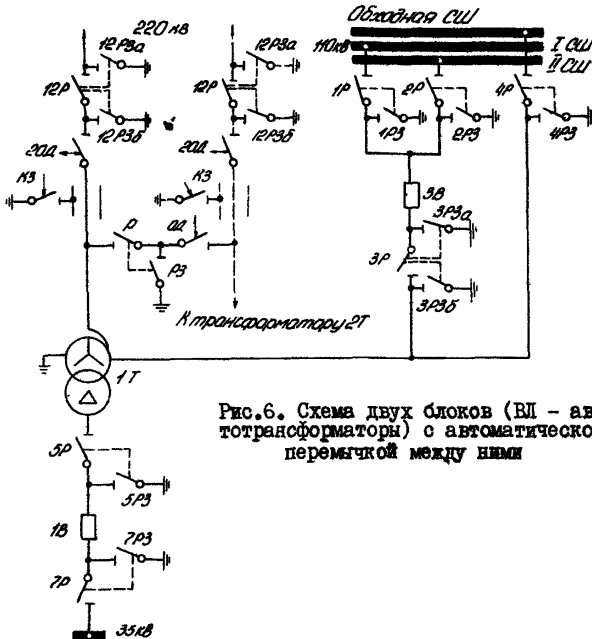 Обходная СШ
220 кв
110кв
I СШ
II СШ
12РЗа
12РЗа
12Р
12Р
1Р
2Р
4Р
12РЗб
12РЗб
1РЗ
2РЗ
4РЗ
20Д
20Д
КЗ
КЗ
3В
Р
ОД
3РЗа
3Р
РЗ
3РЗб
К трансформатору 2Т
1Т
Рис.6. Схема двух блоков (ВЛ - ав
тотрансформаторы) с автоматическо
перемычкой между ними
5Р
5РЗ
1В
7РЗ
7Р
35кв